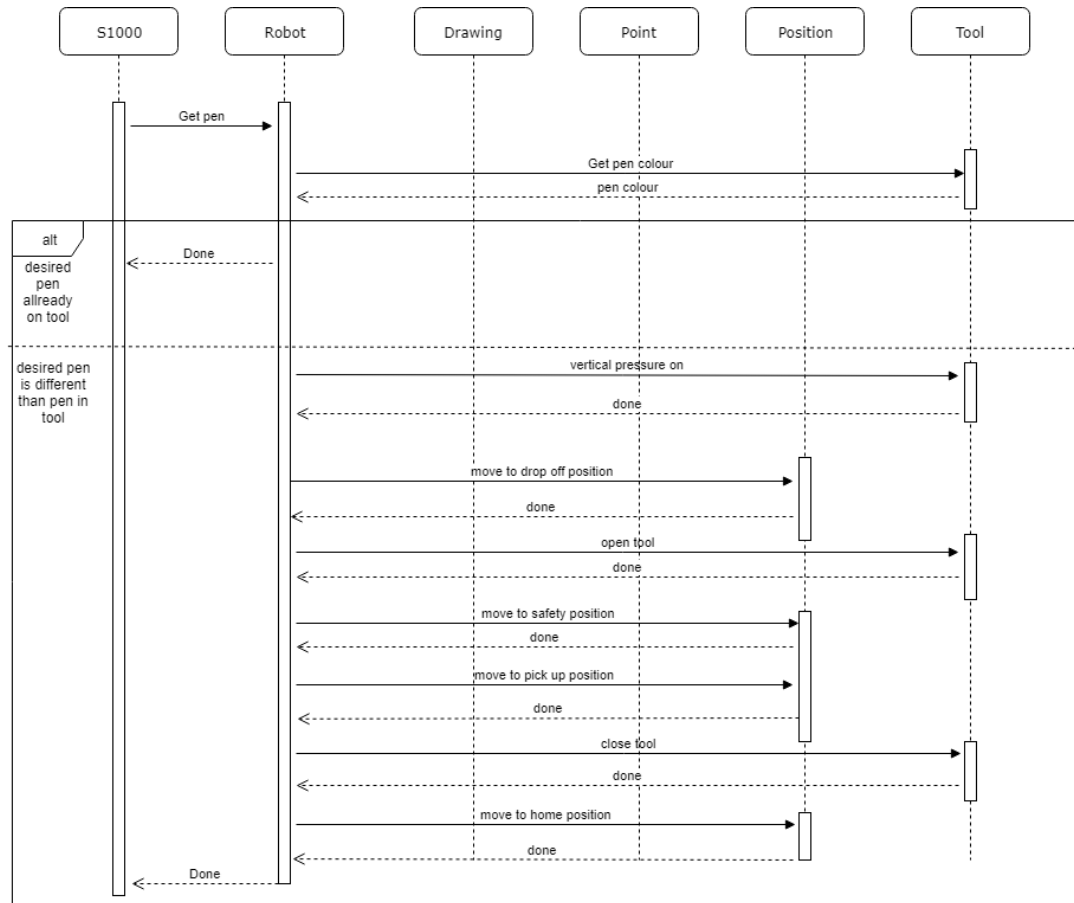 S1000
Robot
Drawing
Point
Position
Tool
Get pen
Get pen colour
pen colour
alt
Done
desired
pen
allready
on tool
desired pen
is different
than pen in
tool
vertical pressure on
done
move to drop off position
done
open tool
done
move to safety position
done
move to pick up position
done
close tool
done
move to home position
done
Done